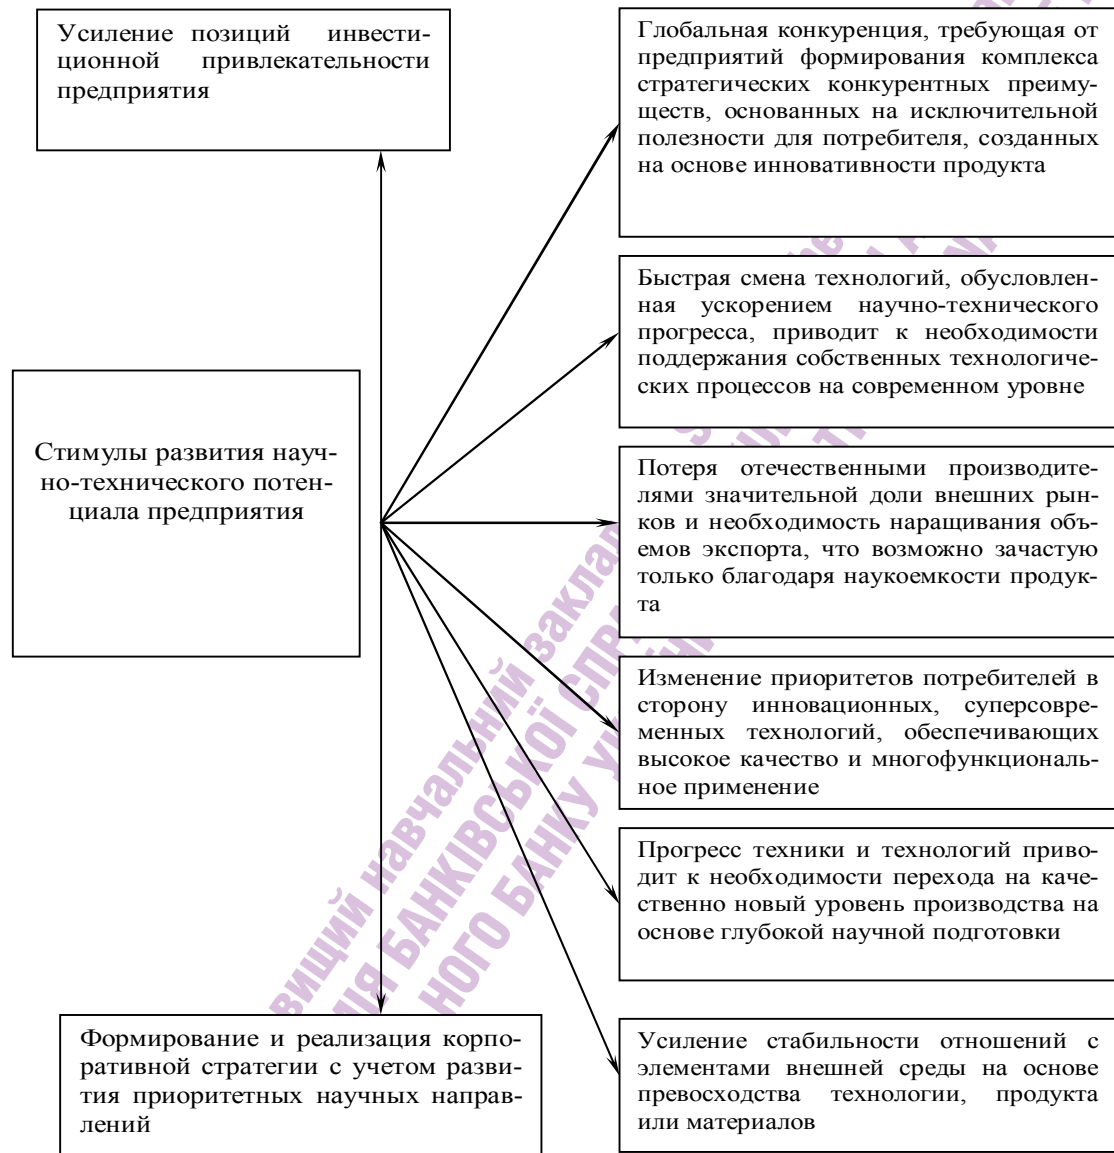 Усиление позиций инвести-
ционной привлекательности
предприятия
Глобальная конкуренция, требующая от
предприятий формирования комплекса
стратегических конкурентных преиму-
ществ, основанных на исключительной
полезности для потребителя, созданных
на основе инновативности продукта
Быстрая смена технологий, обусловлен-
ная ускорением научно-технического
прогресса, приводит к необходимости
поддержания собственных технологиче-
ских процессов на современном уровне
Стимулы развития науч-
но-технического потен-
циала предприятия
Потеря отечественными производите-
лями значительной доли внешних рын-
ков и необходимость наращивания объ-
емов экспорта, что возможно зачастую
только благодаря наукоемкости продук-
та
Изменение приоритетов потребителей в
сторону инновационных, суперсовре-
менных технологий, обеспечивающих
высокое качество и многофункциональ-
ное применение
Прогресс техники и технологий приво-
дит к необходимости перехода на каче-
ственно новый уровень производства на
основе глубокой научной подготовки
Формирование и реализация корпо-
ративной стратегии с учетом разви-
тия приоритетных научных направ-
лений
Усиление стабильности отношений с
элементами внешней среды на основе
превосходства технологии, продукта
или материалов
вищий навчальний заклад
БАНКІВСЬКОЇ
НОГО БАНКУ